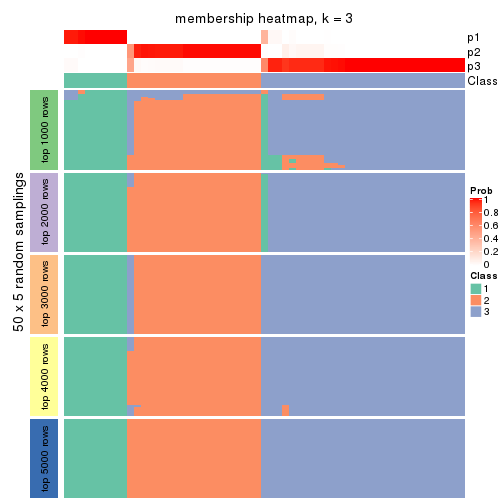 membership heatmap, k = 3
p1
p2
p3
Class
50 x 5 random samplings
top 1000 rows
top 2000 rows
top 3000 rows
top 4000 rows
top 5000 rows
Prob
1
0.8
0.6
0.4
0.2
0
Class
1
2
3